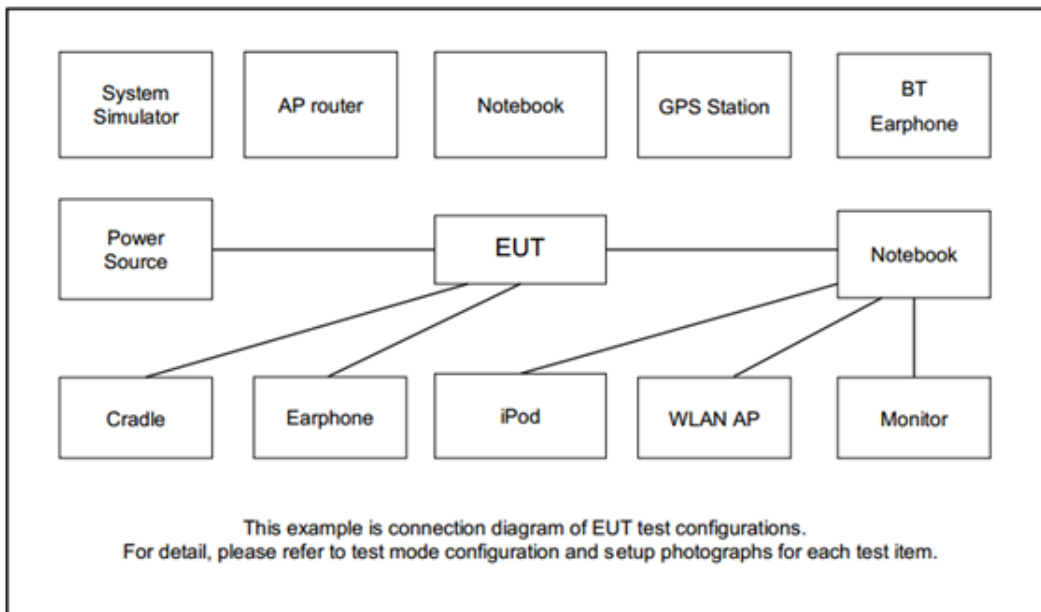 System
Simulator
AP router
Notebook
GPS Station
BT
Earphone
Power
Source
EUT
Notebook
Cradle
Earphone
iPod
WLAN AP
Monitor
This example is connection diagram of EUT test configurations.
For detail, please refer to test mode configuration and setup photographs for each test item.